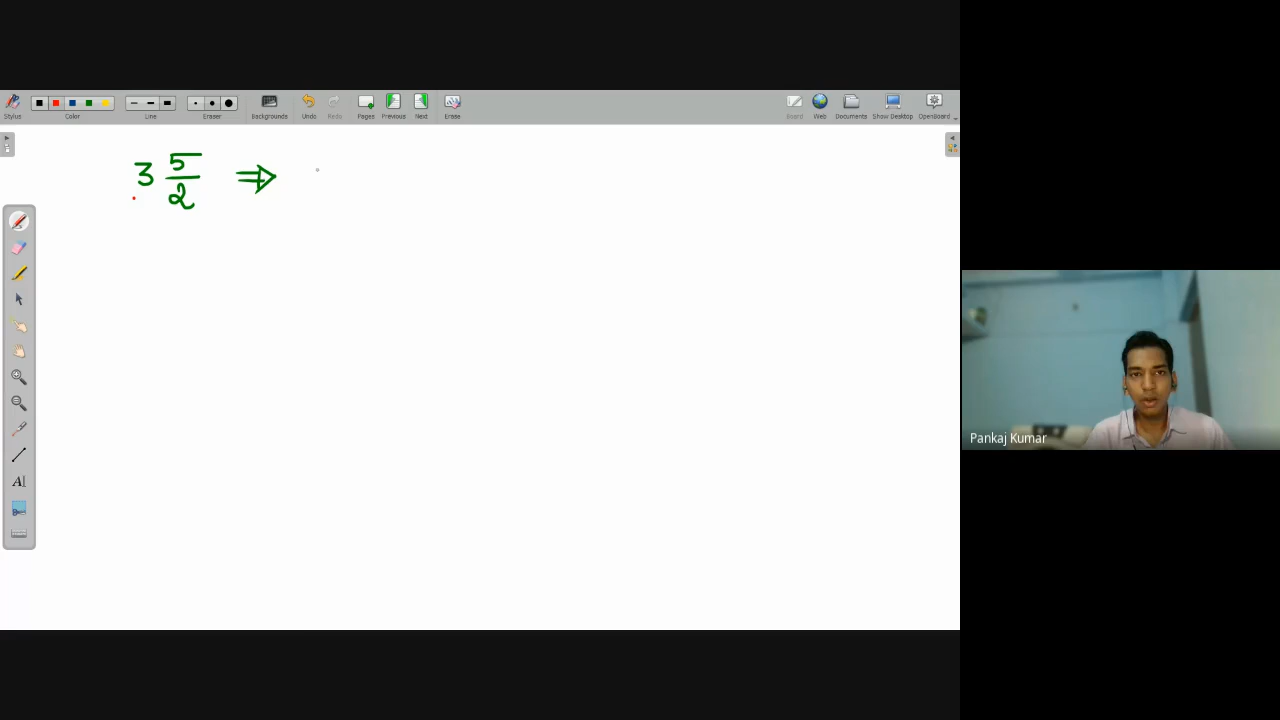 Stylus Color Line Eraser Backgrounds Undo Redo Pages Previous Next Erase Board Web Documents Show Desktop OpenBoard
3 5/2 ⇒
AI
Pankaj Kumar